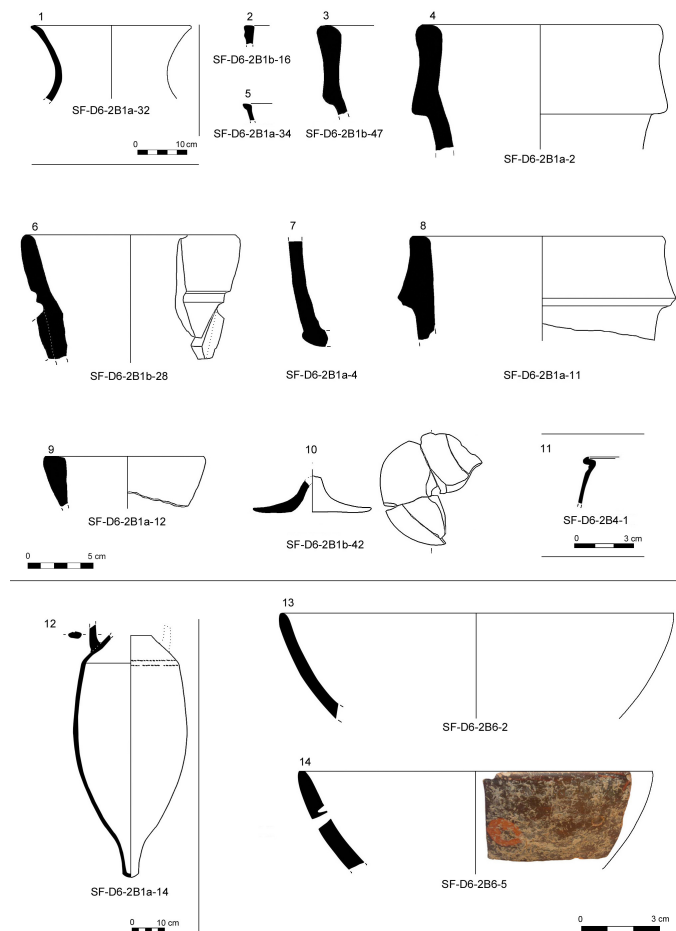 1
SF-D6-2B1a-32
0 10 cm
2
SF-D6-2B1b-16
5
SF-D6-2B1a-34
3
SF-D6-2B1b-47
4
SF-D6-2B1a-2
6
SF-D6-2B1b-28
7
SF-D6-2B1a-4
8
SF-D6-2B1a-11
9
SF-D6-2B1a-12
0 5 cm
10
SF-D6-2B1b-42
11
SF-D6-2B4-1
0 3 cm
12
SF-D6-2B1a-14
0 10 cm
13
SF-D6-2B6-2
14
SF-D6-2B6-5
0 3 cm